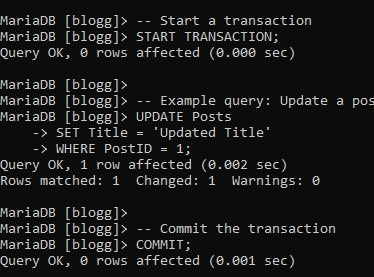 MariaDB [blogg]> -- Start a transaction
MariaDB [blogg]> START TRANSACTION;
Query OK, 0 rows affected (0.000 sec)
MariaDB [blogg]>
MariaDB [blogg]> -- Example query: Update a pos
MariaDB [blogg]> UPDATE Posts
    -> SET Title = 'Updated Title'
    -> WHERE PostID = 1;
Query OK, 1 row affected (0.002 sec)
Rows matched: 1  Changed: 1  Warnings: 0
MariaDB [blogg]>
MariaDB [blogg]> -- Commit the transaction
MariaDB [blogg]> COMMIT;
Query OK, 0 rows affected (0.001 sec)